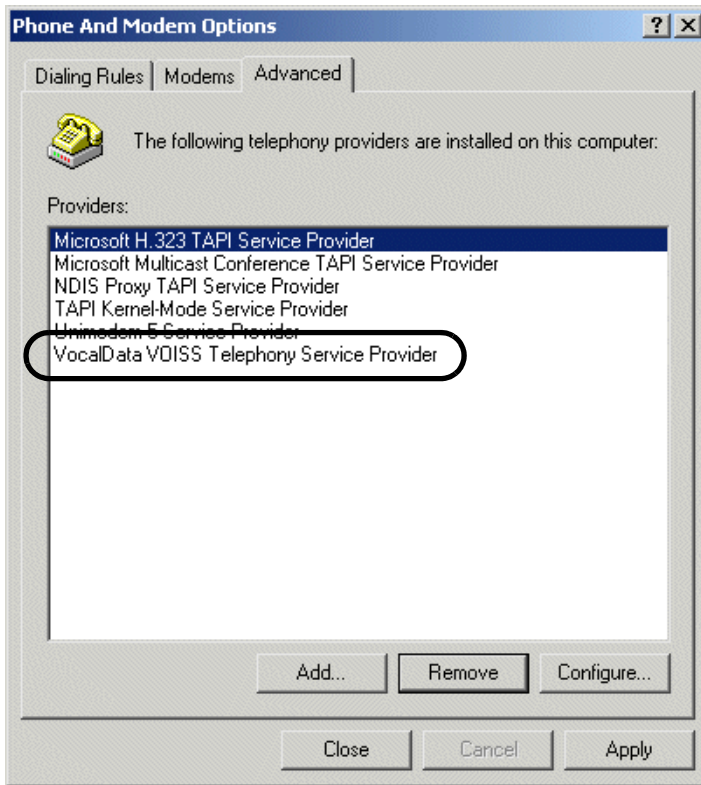 Phone And Modem Options
Dialing Rules Modems Advanced
The following telephony providers are installed on this computer:
Providers:
Microsoft H.323 TAPI Service Provider
Microsoft Multicast Conference TAPI Service Provider
NDIS Proxy TAPI Service Provider
TAPI Kernel-Mode Service Provider
Unimodem 5 Service Provider
VocalData VOISS Telephony Service Provider
Add... Remove Configure...
Close Cancel Apply